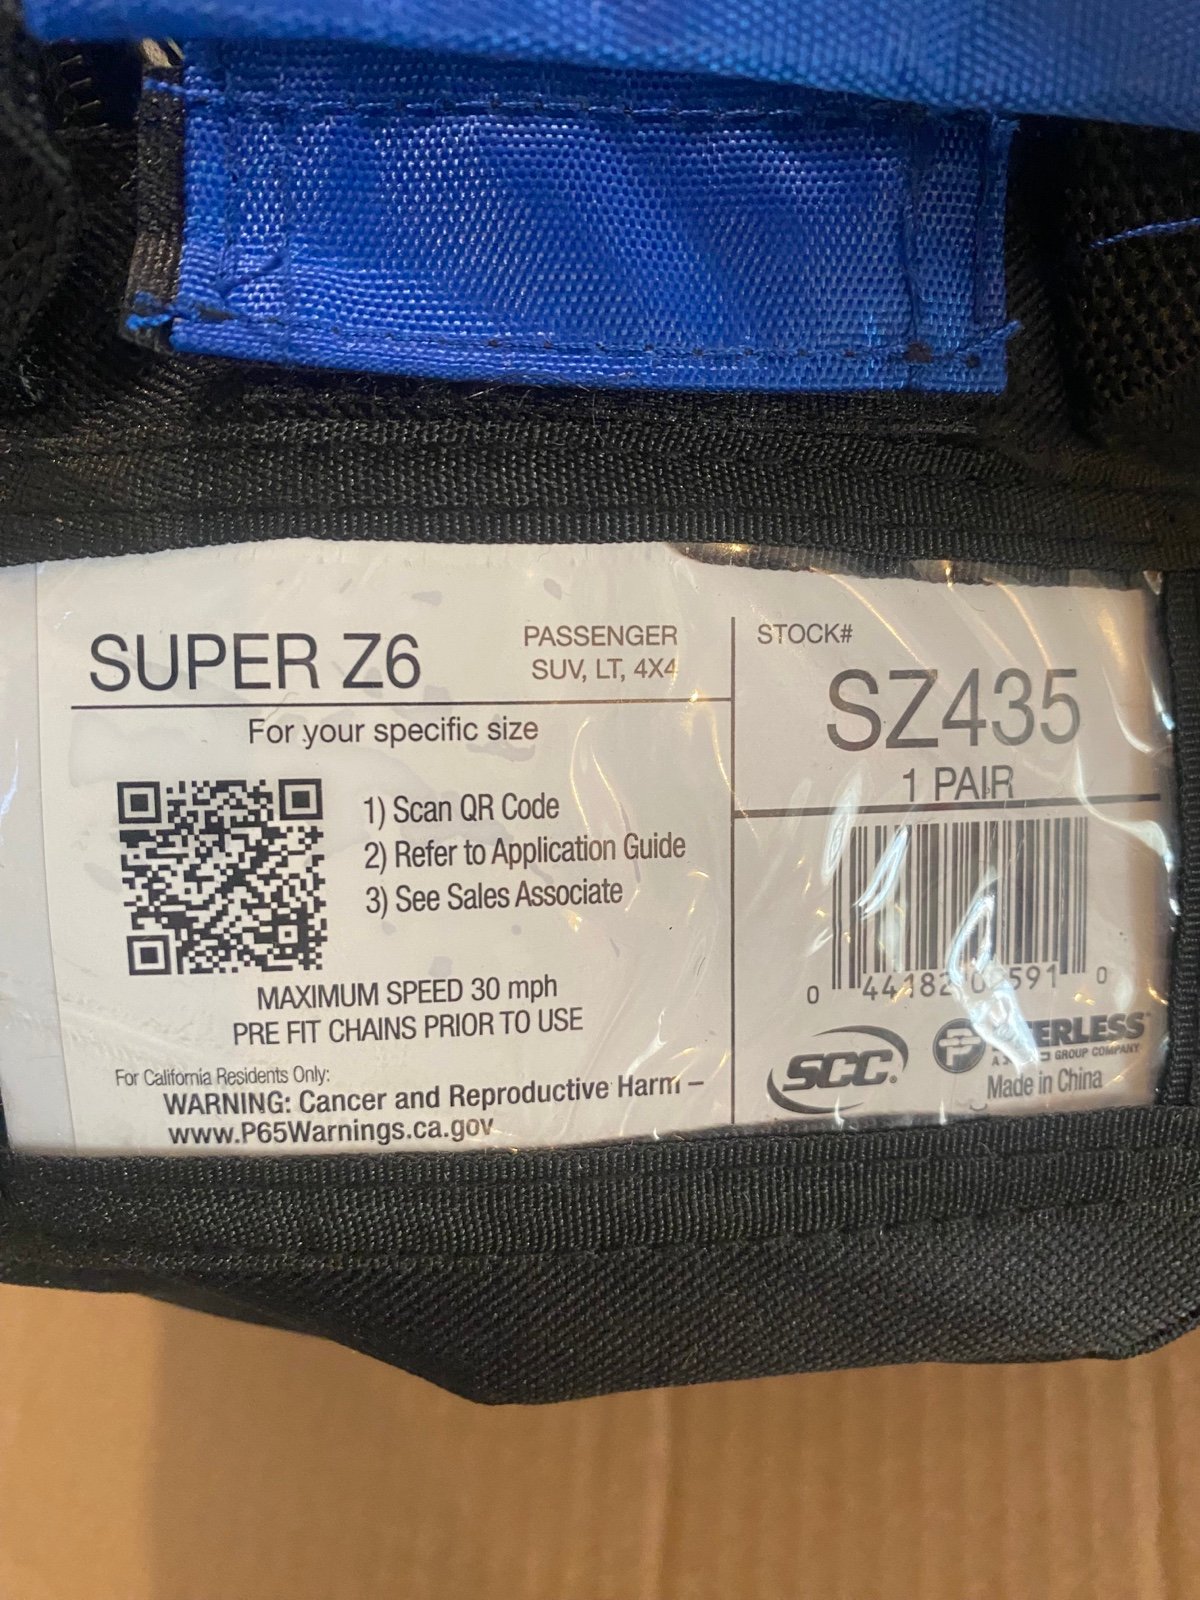 SUPER Z6
PASSENGER
SUV, LT, 4X4
For your specific size
1) Scan QR Code
2) Refer to Application Guide
3) See Sales Associate
MAXIMUM SPEED 30 mph
PRE FIT CHAINS PRIOR TO USE
For California Residents Only:
WARNING: Cancer and Reproductive Harm –
www.P65Warnings.ca.gov
STOCK#
SZ435
1 PAIR
SCC®
GROUP COMPANY
Made in China